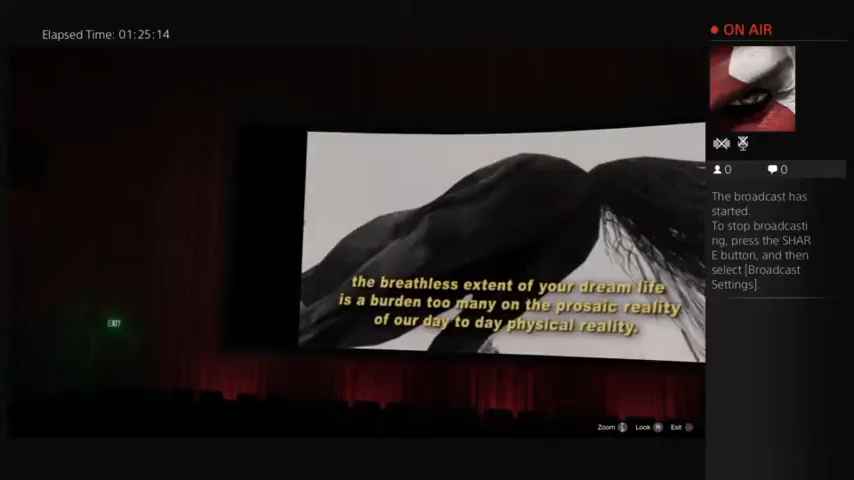 Elapsed Time: 01:25:14
ON AIR
0 0
The broadcast has
started.
To stop broadcasti
ng, press the SHAR
E button, and then
select [Broadcast
Settings].
the breathless extent of your dream life
is a burden too many on the prosaic reality
of our day to day physical reality.
EXIT
Zoom L Look R Exit